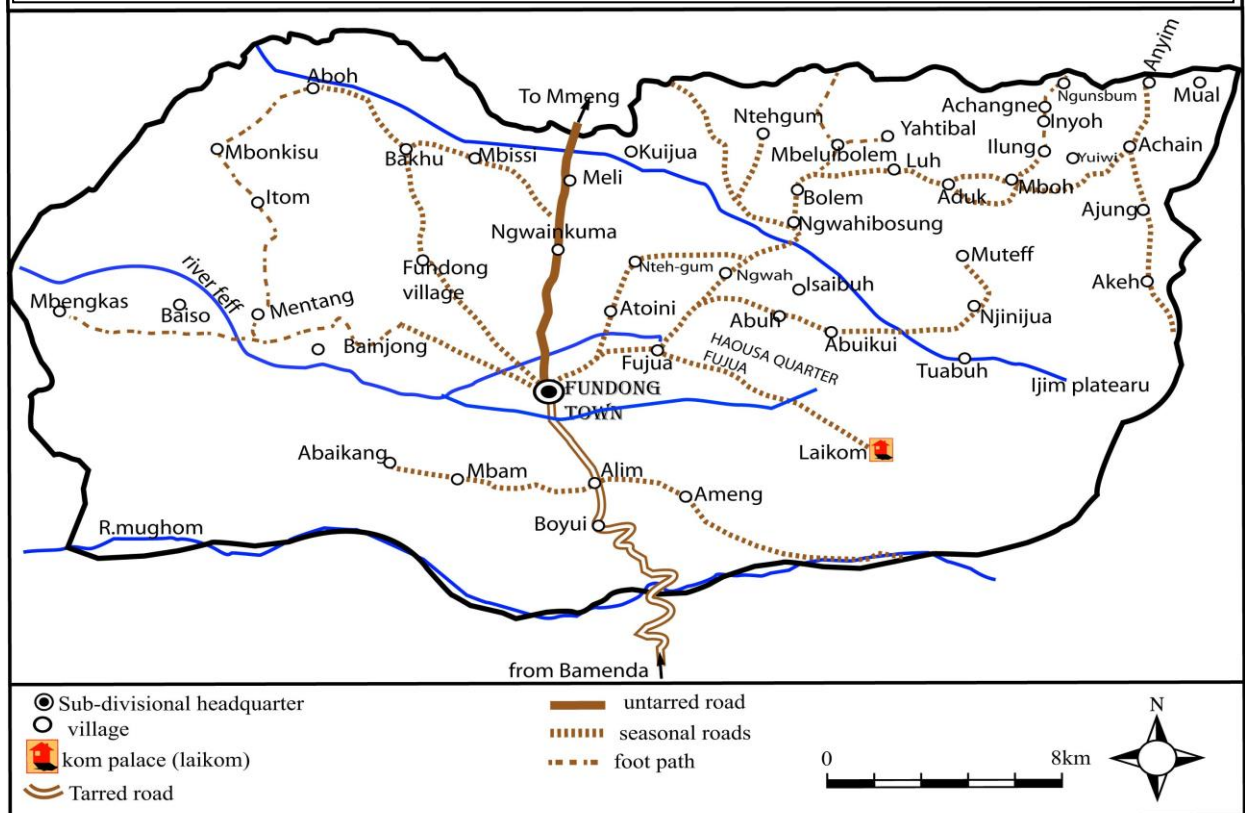 Anyim
Aboh
To Mmeng
Ntehgum
Achangne
Ngunsbum
Mual
Inyoh
Mbonkisu
Bakhu
Mbissi
Kuijua
Mbeluibolem
Yahtibal
Ilung
Yuiwi
Achain
Meli
Luh
Itom
Bolem
Aduk
Mboh
Ajung
Ngwahibosung
Ngwainkuma
Muteff
river feff
Fundong
village
Nteh-gum
Ngwah
Isaibuh
Akeh
Mbengkas
Baiso
Mentang
Atoini
Abuh
Njinijua
Bainjong
Abuikui
HAOUSA QUARTER
FUJUA
Fujua
Tuabuh
Ijim platearu
FUNDONG
TOWN
Laikom
Abaikang
Mbam
Alim
Ameng
Boyui
R.mughom
from Bamenda
Sub-divisional headquarter
village
kom palace (laikom)
Tarred road
untarred road
seasonal roads
foot path
0 8km
N